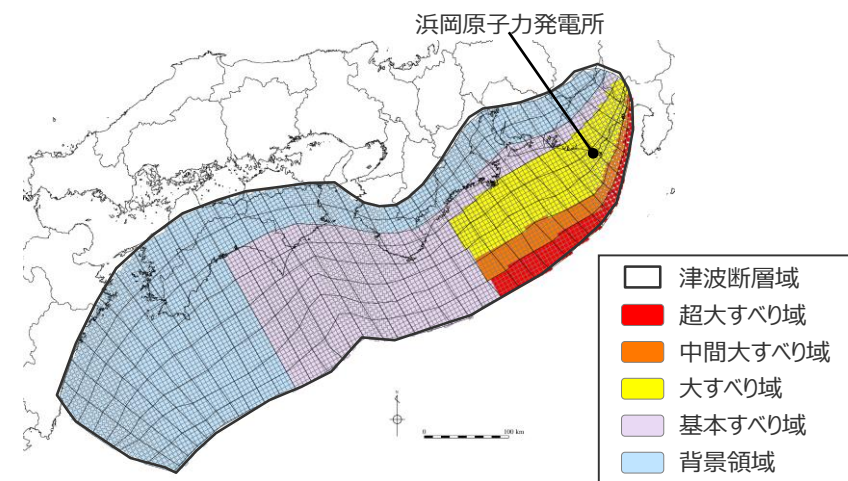 浜岡原子力発電所
0 100 km
津波断層域
超大すべり域
中間大すべり域
大すべり域
基本すべり域
背景領域